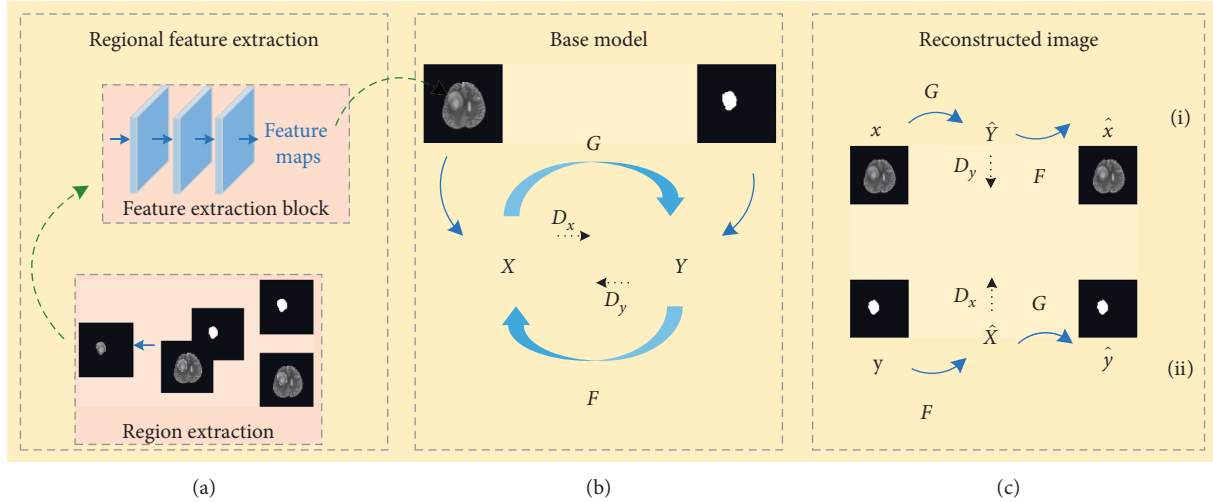 Regional feature extraction
Feature
maps
Feature extraction block
Region extraction
(a)
Base model
G
D_x
X
Y
D_y
F
(b)
Reconstructed image
G
(i)
x
Ŷ
x̂
D_y
F
D_x
G
X̂
y
ŷ
(ii)
F
(c)